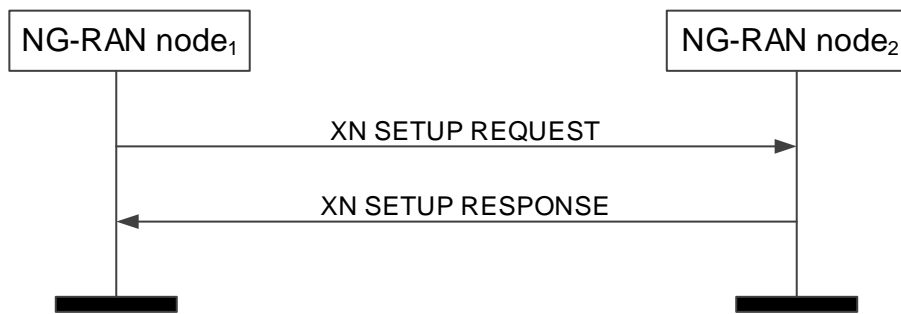 NG-RAN node₁ NG-RAN node₂
XN SETUP REQUEST
XN SETUP RESPONSE